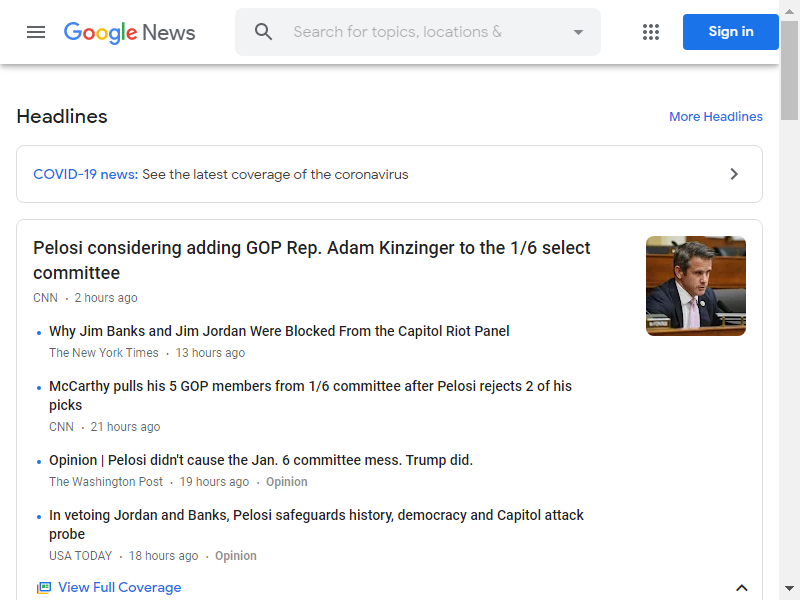 Google News
Search for topics, locations &
Sign in
Headlines
More Headlines
COVID-19 news: See the latest coverage of the coronavirus
Pelosi considering adding GOP Rep. Adam Kinzinger to the 1/6 select
committee
CNN · 2 hours ago
Why Jim Banks and Jim Jordan Were Blocked From the Capitol Riot Panel
The New York Times · 13 hours ago
McCarthy pulls his 5 GOP members from 1/6 committee after Pelosi rejects 2 of his
picks
CNN · 21 hours ago
Opinion | Pelosi didn't cause the Jan. 6 committee mess. Trump did.
The Washington Post · 19 hours ago · Opinion
In vetoing Jordan and Banks, Pelosi safeguards history, democracy and Capitol attack
probe
USA TODAY · 18 hours ago · Opinion
View Full Coverage